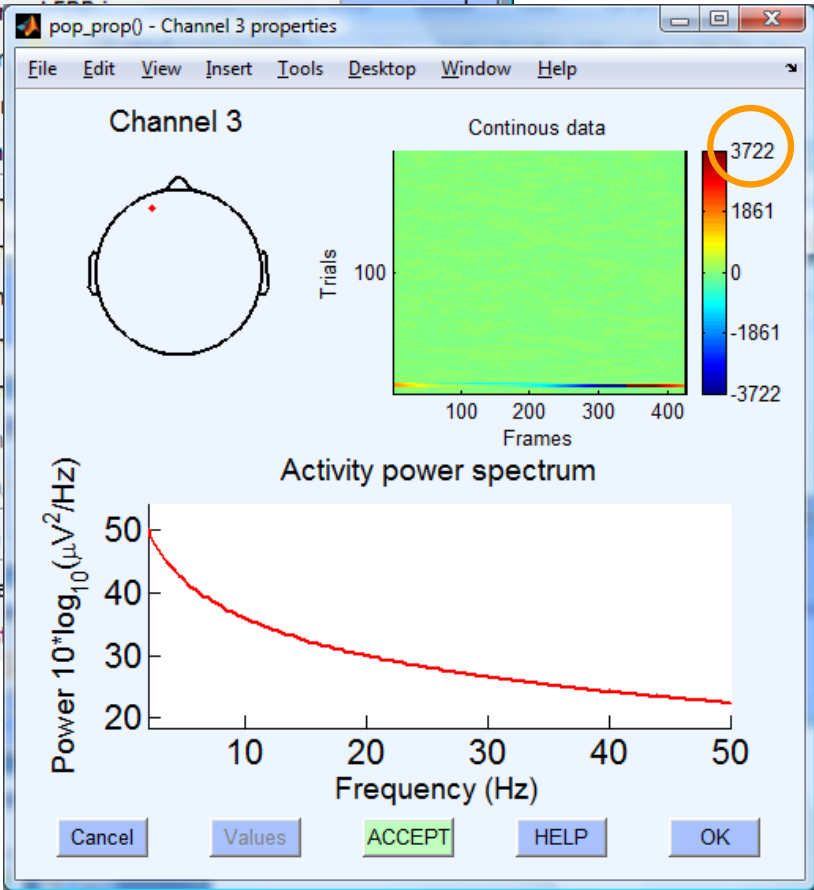 pop_prop() - Channel 3 properties
File Edit View Insert Tools Desktop Window Help
Channel 3
Continous data
Trials
100
100 200 300 400
Frames
3722
1861
0
-1861
-3722
Activity power spectrum
Power 10*log₁₀(μV²/Hz)
50
40
30
20
10 20 30 40 50
Frequency (Hz)
Cancel Values ACCEPT HELP OK